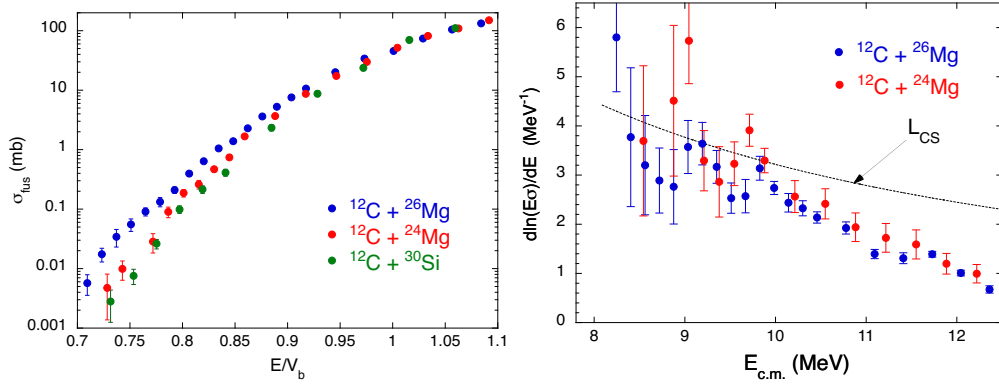 100
10
1
0.1
0.01
0.001
σfus (mb)
¹²C + ²⁶Mg
¹²C + ²⁴Mg
¹²C + ³⁰Si
0.7 0.75 0.8 0.85 0.9 0.95 1 1.05 1.1
E/Vb
6
5
4
3
2
1
0
dln(Eσ)/dE (MeV⁻¹)
¹²C + ²⁶Mg
¹²C + ²⁴Mg
LCS
8 9 10 11 12
Ec.m. (MeV)